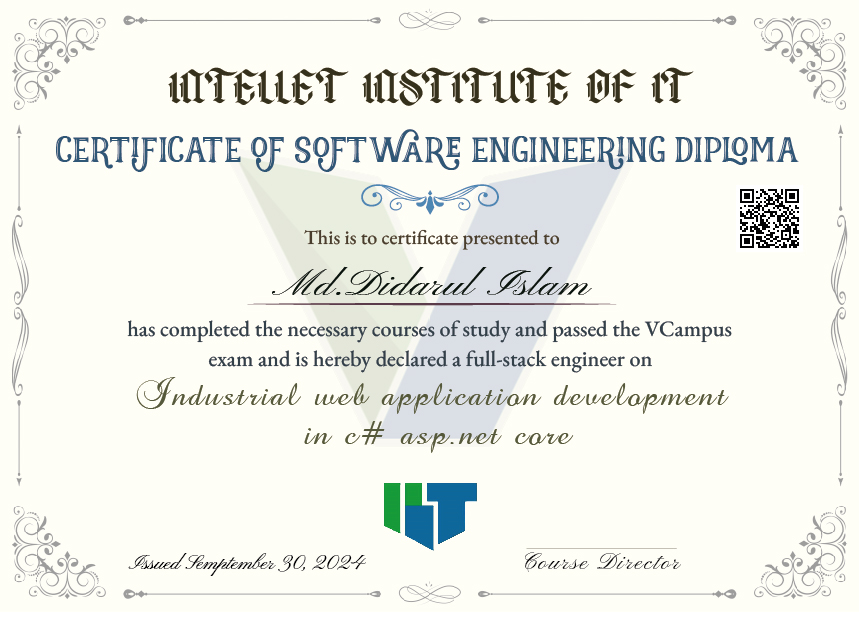 INTELLET INSTITUTE OF IT
CERTIFICATE OF SOFTWARE ENGINEERING DIPLOMA
This is to certificate presented to
Md.Didarul Islam
has completed the necessary courses of study and passed the VCampus
exam and is hereby declared a full-stack engineer on
Industrial web application development
in c# asp.net core
IIT
Issued Semptember 30, 2024
Course Director